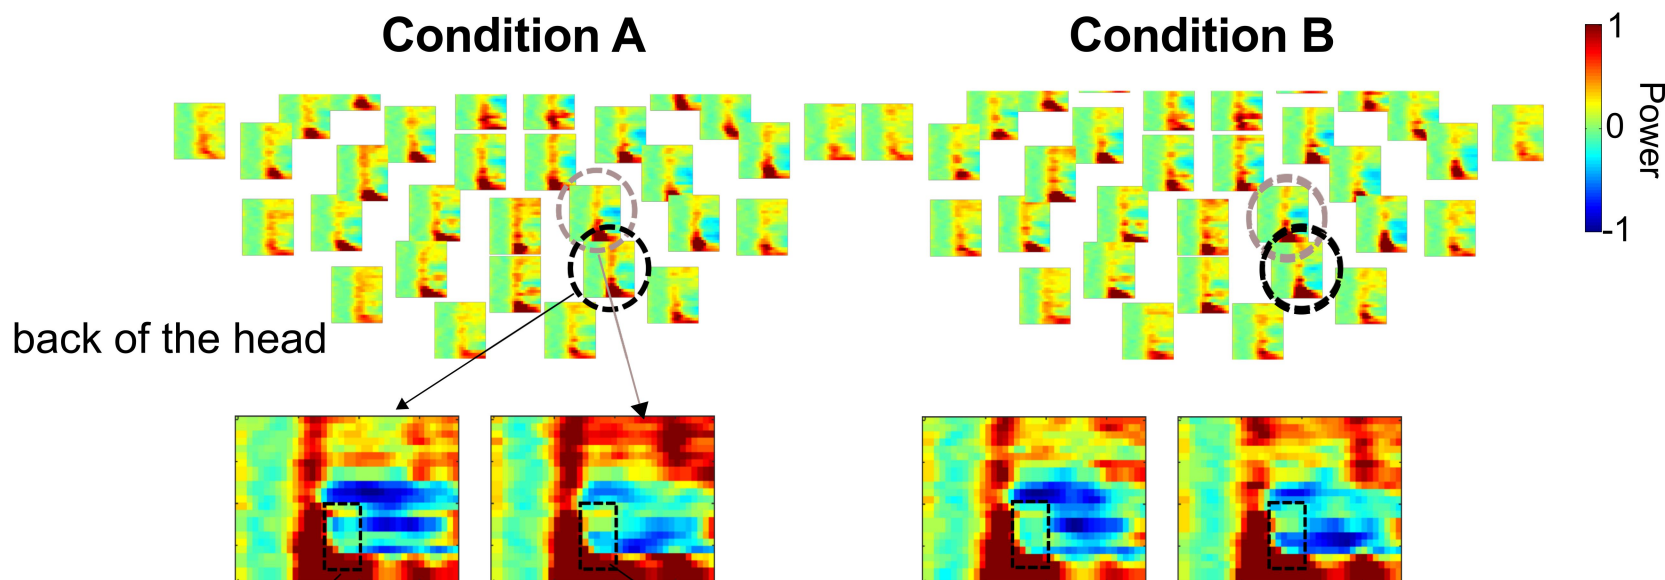 Condition A
Condition B
1
0
-1
Power
back of the head